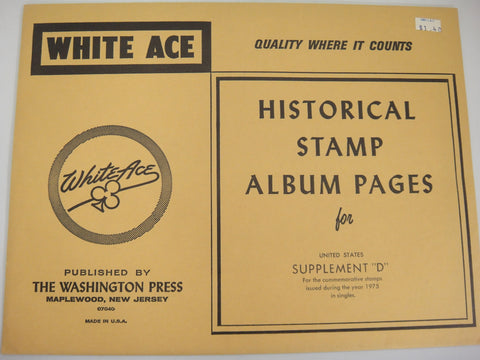 WHITE ACE
QUALITY WHERE IT COUNTS
HISTORICAL
STAMP
ALBUM PAGES
for
UNITED STATES
SUPPLEMENT "D"
For the commemorative stamps
issued during the year 1975
in singles.
White Ace
PUBLISHED BY
THE WASHINGTON PRESS
MAPLEWOOD, NEW JERSEY
07040
MADE IN U.S.A.